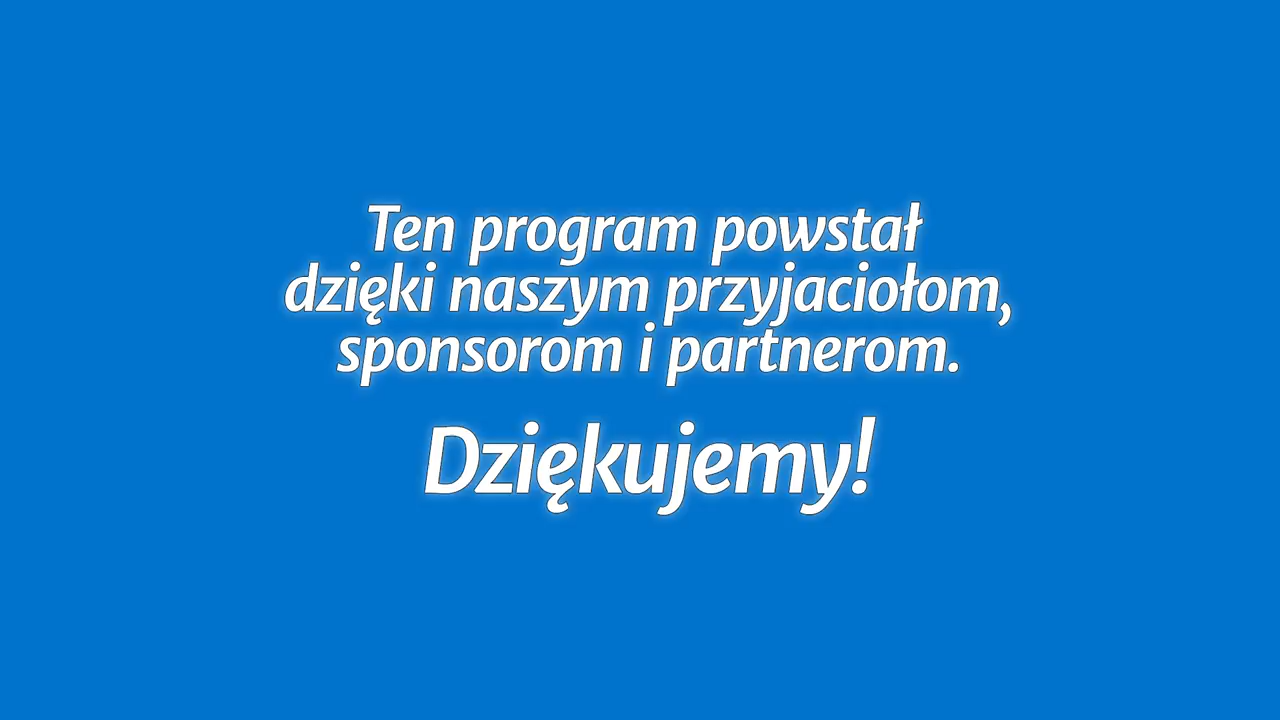 Ten program powstał
dzięki naszym przyjaciołom,
sponsorom i partnerom.
Dziękujemy!